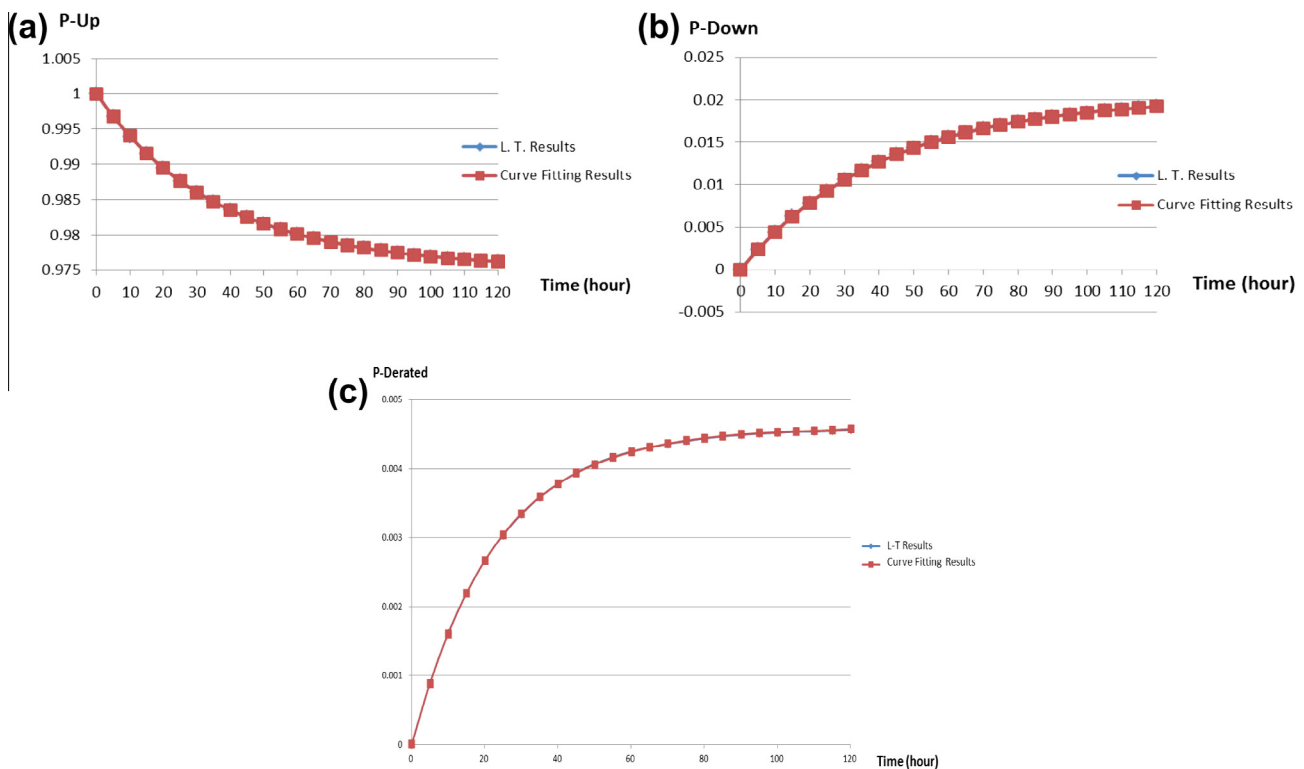 (a) P-Up
1.005
1
0.995
0.99
0.985
0.98
0.975
0 10 20 30 40 50 60 70 80 90 100 110 120
Time (hour)
L. T. Results
Curve Fitting Results
(b) P-Down
0.025
0.02
0.015
0.01
0.005
0
-0.005
0 10 20 30 40 50 60 70 80 90 100 110 120
Time (hour)
L. T. Results
Curve Fitting Results
(c) P-Derated
0.005
0.004
0.003
0.002
0.001
0
0 20 40 60 80 100 120
Time (hour)
L-T Results
Curve Fitting Results